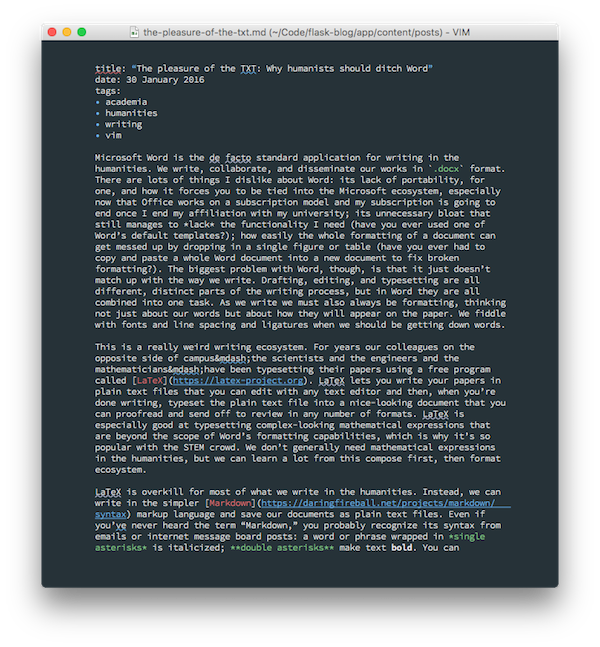 the-pleasure-of-the-txt.md (~/Code/flask-blog/app/content/posts) - VIM
title: “The pleasure of the TXT: Why humanists should ditch Word”
date: 30 January 2016
tags:
• academia
• humanities
• writing
• vim
Microsoft Word is the de facto standard application for writing in the
humanities. We write, collaborate, and disseminate our works in `.docx` format.
There are lots of things I dislike about Word: its lack of portability, for
one, and how it forces you to be tied into the Microsoft ecosystem, especially
now that Office works on a subscription model and my subscription is going to
end once I end my affiliation with my university; its unnecessary bloat that
still manages to *lack* the functionality I need (have you ever used one of
Word’s default templates?); how easily the whole formatting of a document can
get messed up by dropping in a single figure or table (have you ever had to
copy and paste a whole Word document into a new document to fix broken
formatting?). The biggest problem with Word, though, is that it just doesn’t
match up with the way we write. Drafting, editing, and typesetting are all
different, distinct parts of the writing process, but in Word they are all
combined into one task. As we write we must also always be formatting, thinking
not just about our words but about how they will appear on the paper. We fiddle
with fonts and line spacing and ligatures when we should be getting down words.
This is a really weird writing ecosystem. For years our colleagues on the
opposite side of campus&mdash;the scientists and the engineers and the
mathematicians&mdash;have been typesetting their papers using a free program
called [LaTeX](https://latex-project.org). LaTeX lets you write your papers in
plain text files that you can edit with any text editor and then, when you’re
done writing, typeset the plain text file into a nice-looking document that you
can proofread and send off to review in any number of formats. LaTeX is
especially good at typesetting complex-looking mathematical expressions that
are beyond the scope of Word’s formatting capabilities, which is why it’s so
popular with the STEM crowd. We don’t generally need mathematical expressions
in the humanities, but we can learn a lot from this compose first, then format
ecosystem.
LaTeX is overkill for most of what we write in the humanities. Instead, we can
write in the simpler [Markdown](https://daringfireball.net/projects/markdown/
syntax) markup language and save our documents as plain text files. Even if
you’ve never heard the term “Markdown,” you probably recognize its syntax from
emails or internet message board posts: a word or phrase wrapped in *single
asterisks* is italicized; **double asterisks** make text bold. You can